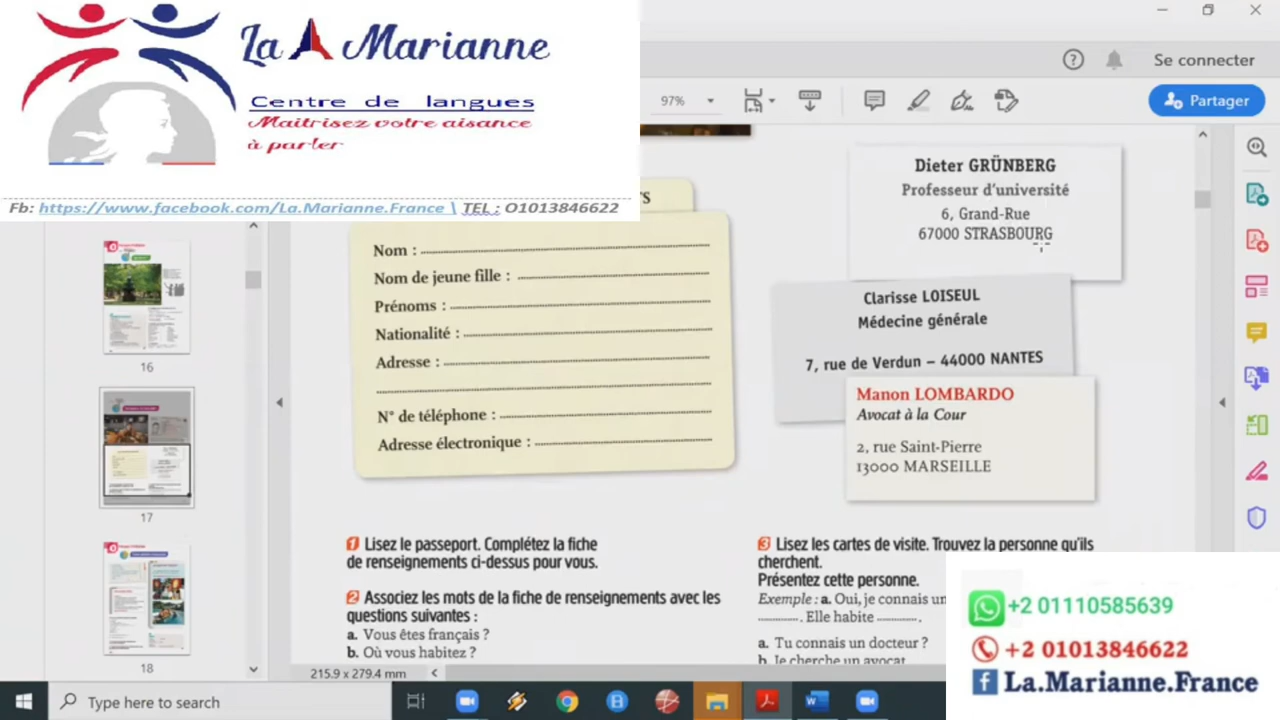 La Marianne
Centre de langues
Maîtrisez votre aisance
à parler
Fb: https://www.facebook.com/La.Marianne.France \ TEL : O1013846622
Se connecter
97%
Partager
Dieter GRÜNBERG
Professeur d'université
6, Grand-Rue
67000 STRASBOURG
Clarisse LOISEUL
Médecine générale
7, rue de Verdun – 44000 NANTES
Manon LOMBARDO
Avocat à la Cour
2, rue Saint-Pierre
13000 MARSEILLE
Nom :
Nom de jeune fille :
Prénoms :
Nationalité :
Adresse :
N° de téléphone :
Adresse électronique :
16
17
18
1 Lisez le passeport. Complétez la fiche
de renseignements ci-dessus pour vous.
2 Associez les mots de la fiche de renseignements avec les
questions suivantes :
a. Vous êtes français ?
b. Où vous habitez ?
3 Lisez les cartes de visite. Trouvez la personne qu'ils
cherchent.
Présentez cette personne.
Exemple : a. Oui, je connais un
. Elle habite
a. Tu connais un docteur ?
b. Je cherche un avocat
215.9 x 279.4 mm
+2 01110585639
+2 01013846622
La.Marianne.France
Type here to search